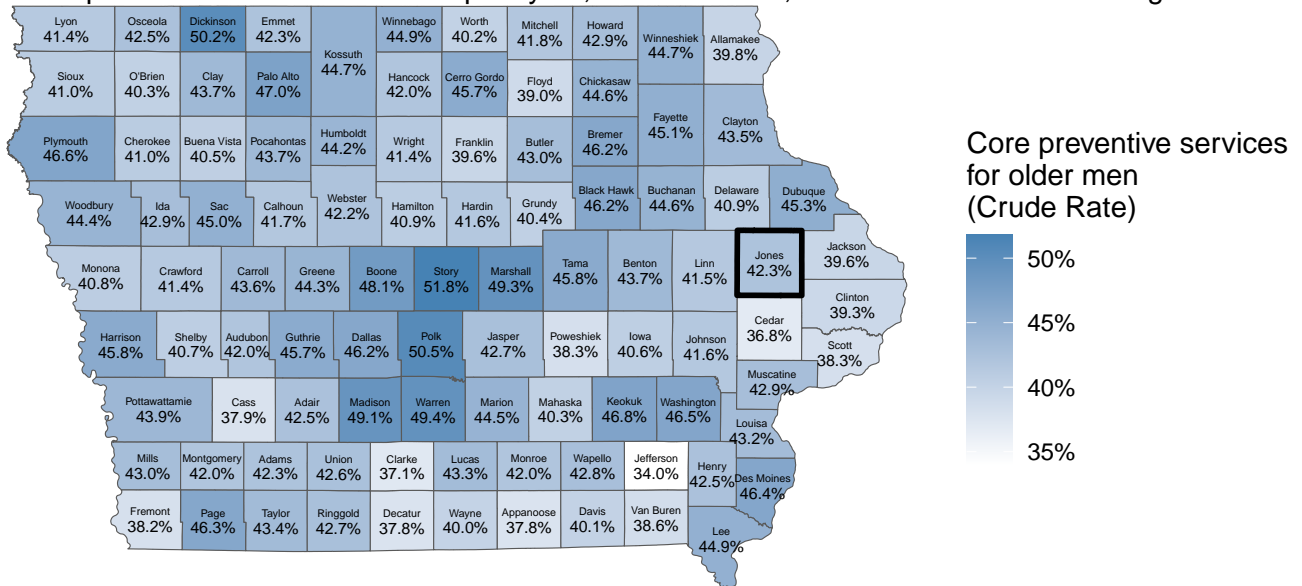 Lyon Osceola Dickinson Emmet Winnebago Worth Mitchell Howard
41.4% 42.5% 50.2% 42.3% 44.9% 40.2% 41.8% 42.9%
Kossuth Winneshiek Allamakee
44.7% 44.7% 39.8%
Sioux O'Brien Clay Palo Alto Hancock Cerro Gordo Floyd Chickasaw
41.0% 40.3% 43.7% 47.0% 42.0% 45.7% 39.0% 44.6%
Plymouth Cherokee Buena Vista Pocahontas Humboldt Wright Franklin Butler Bremer Fayette Clayton
46.6% 41.0% 40.5% 43.7% 44.2% 41.4% 39.6% 43.0% 46.2% 45.1% 43.5%
Woodbury Ida Sac Calhoun Webster Hamilton Hardin Grundy Black Hawk Buchanan Delaware Dubuque
44.4% 42.9% 45.0% 41.7% 42.2% 40.9% 41.6% 40.4% 46.2% 44.6% 40.9% 45.3%
Monona Crawford Carroll Greene Boone Story Marshall Tama Benton Linn Jones Jackson
40.8% 41.4% 43.6% 44.3% 48.1% 51.8% 49.3% 45.8% 43.7% 41.5% 42.3% 39.6%
Clinton
39.3%
Harrison Shelby Audubon Guthrie Dallas Polk Jasper Poweshiek Iowa Johnson Cedar Scott
45.8% 40.7% 42.0% 45.7% 46.2% 50.5% 42.7% 38.3% 40.6% 41.6% 36.8% 38.3%
Muscatine
42.9%
Pottawattamie Cass Adair Madison Warren Marion Mahaska Keokuk Washington Louisa
43.9% 37.9% 42.5% 49.1% 49.4% 44.5% 40.3% 46.8% 46.5% 43.2%
Mills Montgomery Adams Union Clarke Lucas Monroe Wapello Jefferson Henry Des Moines
43.0% 42.0% 42.3% 42.6% 37.1% 43.3% 42.0% 42.8% 34.0% 42.5% 46.4%
Fremont Page Taylor Ringgold Decatur Wayne Appanoose Davis Van Buren Lee
38.2% 46.3% 43.4% 42.7% 37.8% 40.0% 37.8% 40.1% 38.6% 44.9%
Core preventive services
for older men
(Crude Rate)
50%
45%
40%
35%